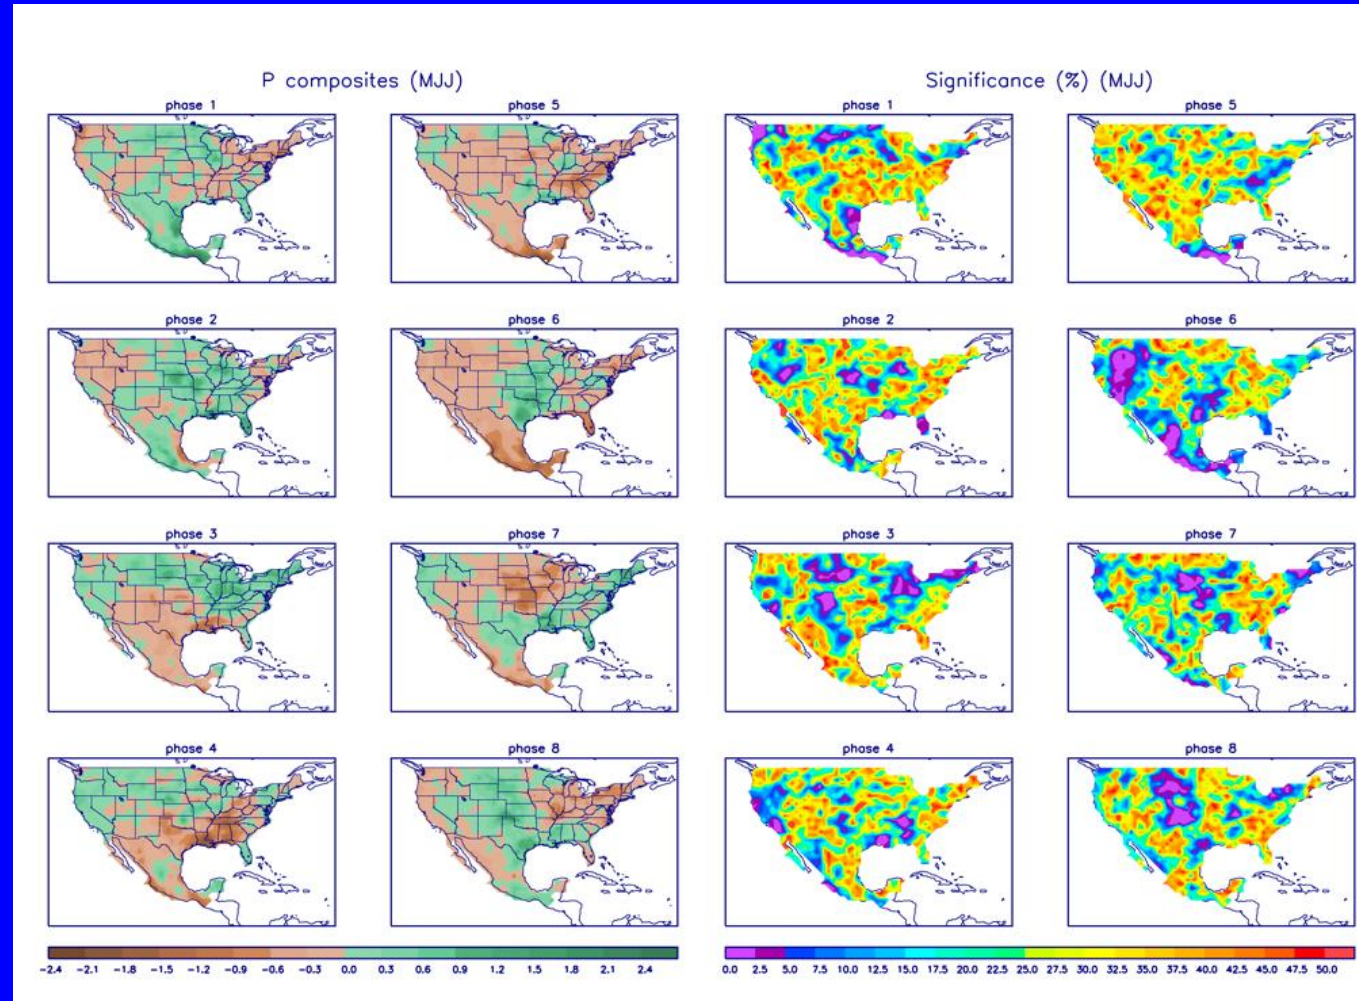 P composites (MJJ)
Significance (%) (MJJ)
phase 1
phase 5
phase 1
phase 5
phase 2
phase 6
phase 2
phase 6
phase 3
phase 7
phase 3
phase 7
phase 4
phase 8
phase 4
phase 8
−2.4 −2.1 −1.8 −1.5 −1.2 −0.9 −0.6 −0.3 0.0 0.3 0.6 0.9 1.2 1.5 1.8 2.1 2.4
0.0 2.5 5.0 7.5 10.0 12.5 15.0 17.5 20.0 22.5 25.0 27.5 30.0 32.5 35.0 37.5 40.0 42.5 45.0 47.5 50.0